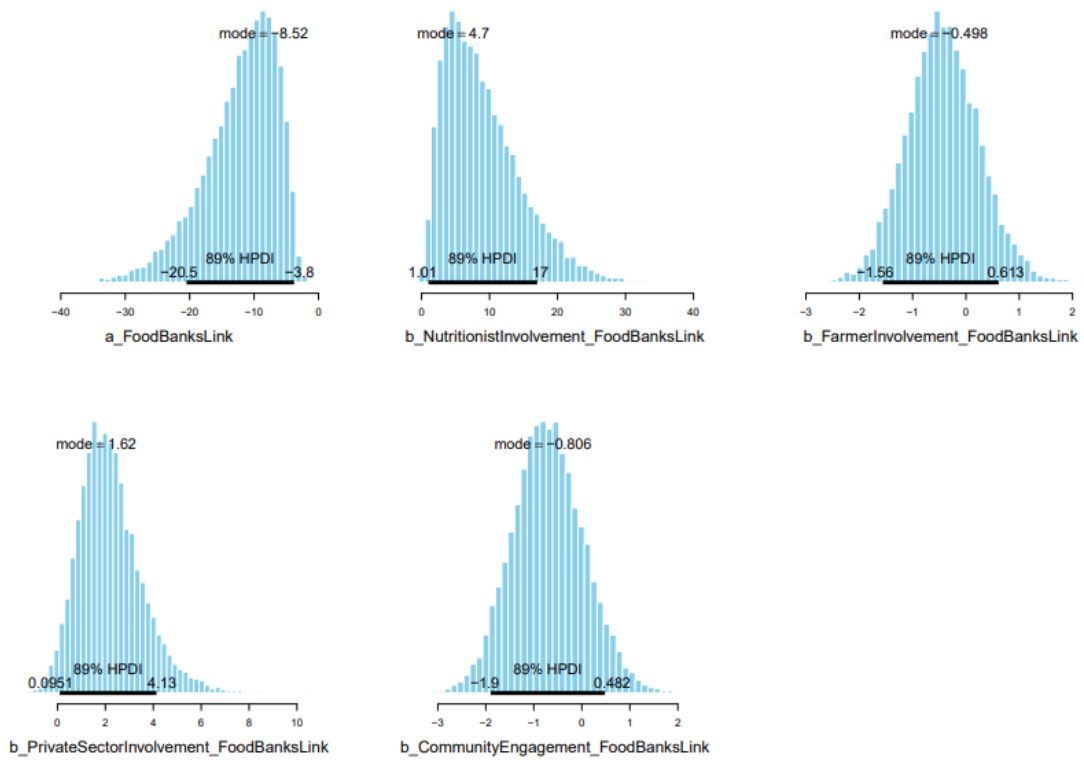 mode = −8.52
89% HPDI
−20.5 −3.8
−40 −30 −20 −10 0
a_FoodBanksLink
mode = 4.7
89% HPDI
1.01 17
0 10 20 30 40
b_NutritionistInvolvement_FoodBanksLink
mode = −0.498
89% HPDI
−1.56 0.613
−3 −2 −1 0 1 2
b_FarmerInvolvement_FoodBanksLink
mode = 1.62
89% HPDI
0.0951 4.13
0 2 4 6 8 10
b_PrivateSectorInvolvement_FoodBanksLink
mode = −0.806
89% HPDI
−1.9 0.482
−3 −2 −1 0 1 2
b_CommunityEngagement_FoodBanksLink